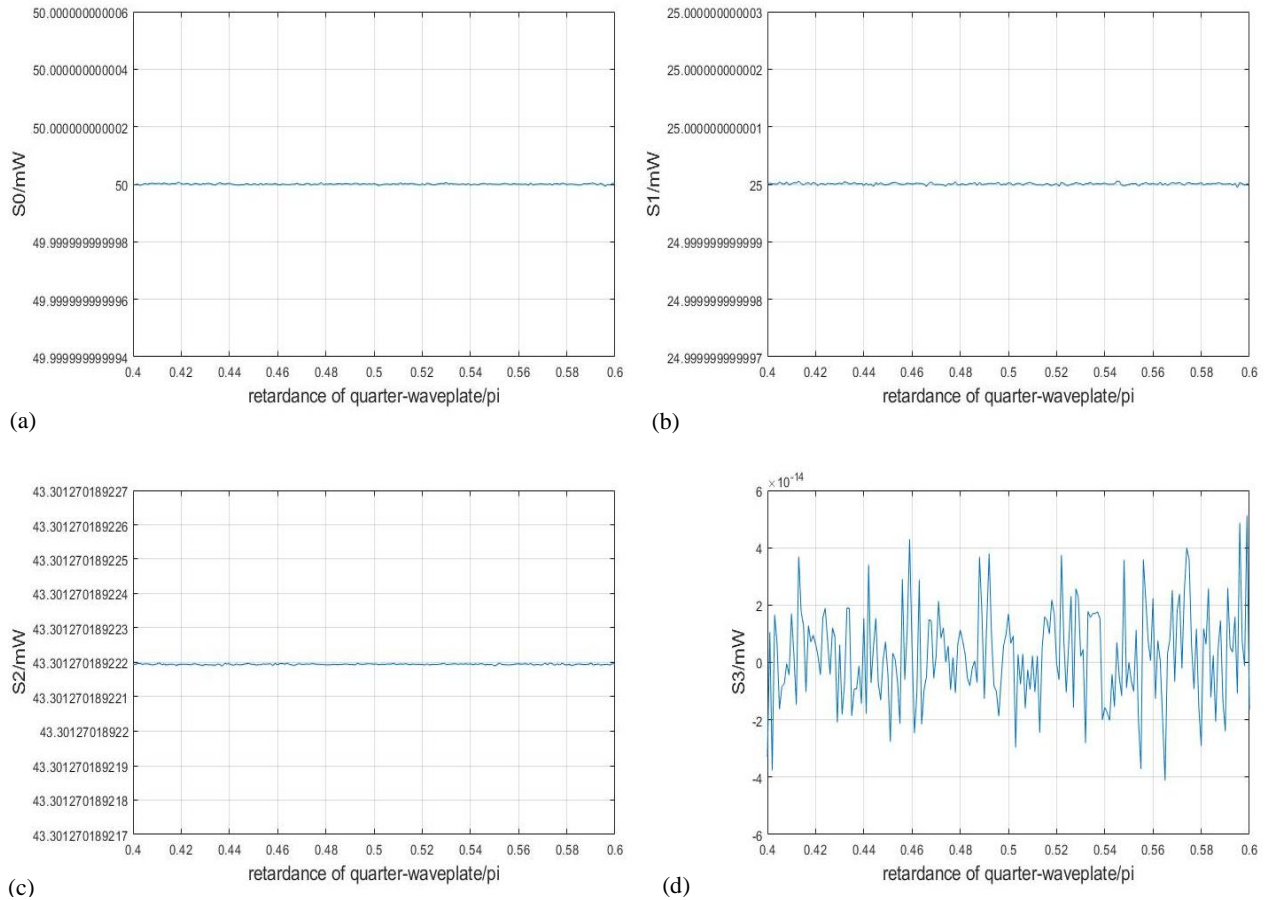 50.000000000006
50.000000000004
50.000000000002
50
49.999999999998
49.999999999996
49.999999999994
S0/mW
0.4 0.42 0.44 0.46 0.48 0.5 0.52 0.54 0.56 0.58 0.6
retardance of quarter-waveplate/pi
(a)
25.000000000003
25.000000000002
25.000000000001
25
24.999999999999
24.999999999998
24.999999999997
S1/mW
0.4 0.42 0.44 0.46 0.48 0.5 0.52 0.54 0.56 0.58 0.6
retardance of quarter-waveplate/pi
(b)
43.301270189227
43.301270189226
43.301270189225
43.301270189224
43.301270189223
43.301270189222
43.301270189221
43.30127018922
43.301270189219
43.301270189218
43.301270189217
S2/mW
0.4 0.42 0.44 0.46 0.48 0.5 0.52 0.54 0.56 0.58 0.6
retardance of quarter-waveplate/pi
(c)
× 10-14
6
4
2
0
-2
-4
-6
S3/mW
0.4 0.42 0.44 0.46 0.48 0.5 0.52 0.54 0.56 0.58 0.6
retardance of quarter-waveplate/pi
(d)